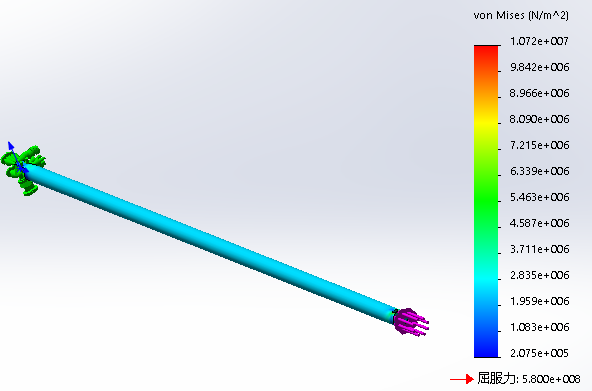 von Mises (N/m^2)
1.072e+007
9.842e+006
8.966e+006
8.090e+006
7.215e+006
6.339e+006
5.463e+006
4.587e+006
3.711e+006
2.835e+006
1.959e+006
1.083e+006
2.075e+005
屈服力: 5.800e+008